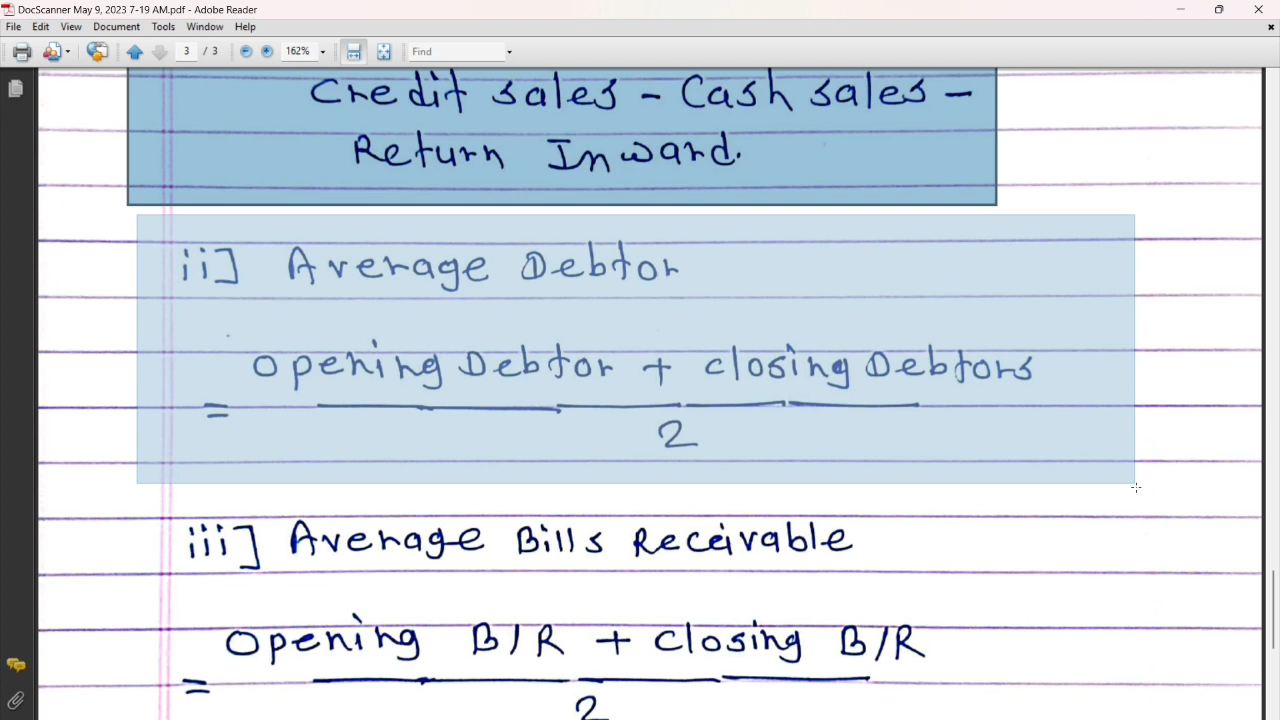 DocScanner May 9, 2023 7-19 AM.pdf - Adobe Reader
File Edit View Document Tools Window Help
3 / 3 162% Find
Credit sales - Cash sales -
Return Inward.
ii] Average Debtor
Opening Debtor + closing Debtors
=
2
iii] Average Bills Receivable
Opening B/R + Closing B/R
=
2